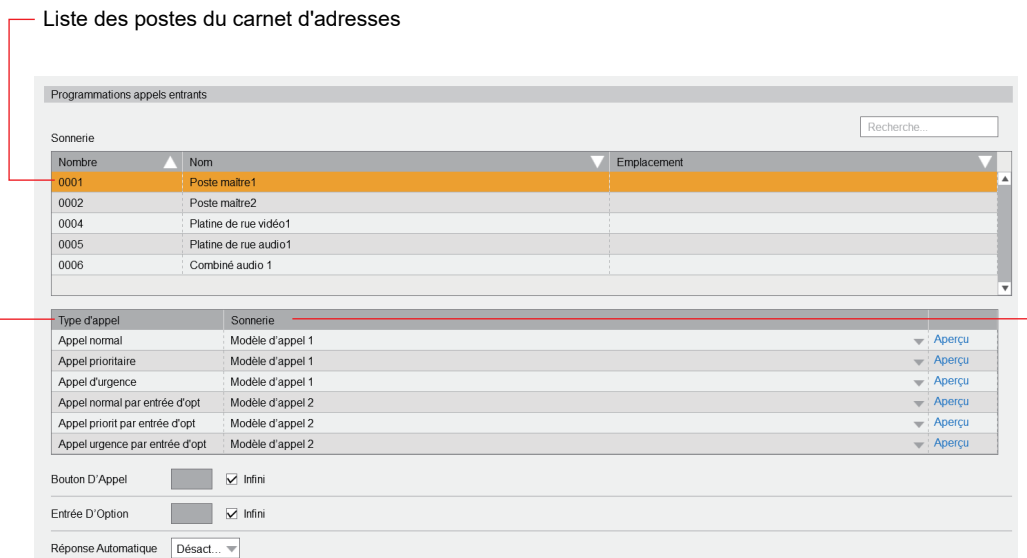 Liste des postes du carnet d'adresses
Programmations appels entrants
Recherche...
Sonnerie
Nombre Nom Emplacement
0001 Poste maître1
0002 Poste maître2
0004 Platine de rue vidéo1
0005 Platine de rue audio1
0006 Combiné audio 1
Type d'appel Sonnerie
Appel normal Modèle d'appel 1 Aperçu
Appel prioritaire Modèle d'appel 1 Aperçu
Appel d'urgence Modèle d'appel 1 Aperçu
Appel normal par entrée d'opt Modèle d'appel 2 Aperçu
Appel priorit par entrée d'opt Modèle d'appel 2 Aperçu
Appel urgence par entrée d'opt Modèle d'appel 2 Aperçu
Bouton D'Appel Infini
Entrée D'Option Infini
Réponse Automatique Désact...